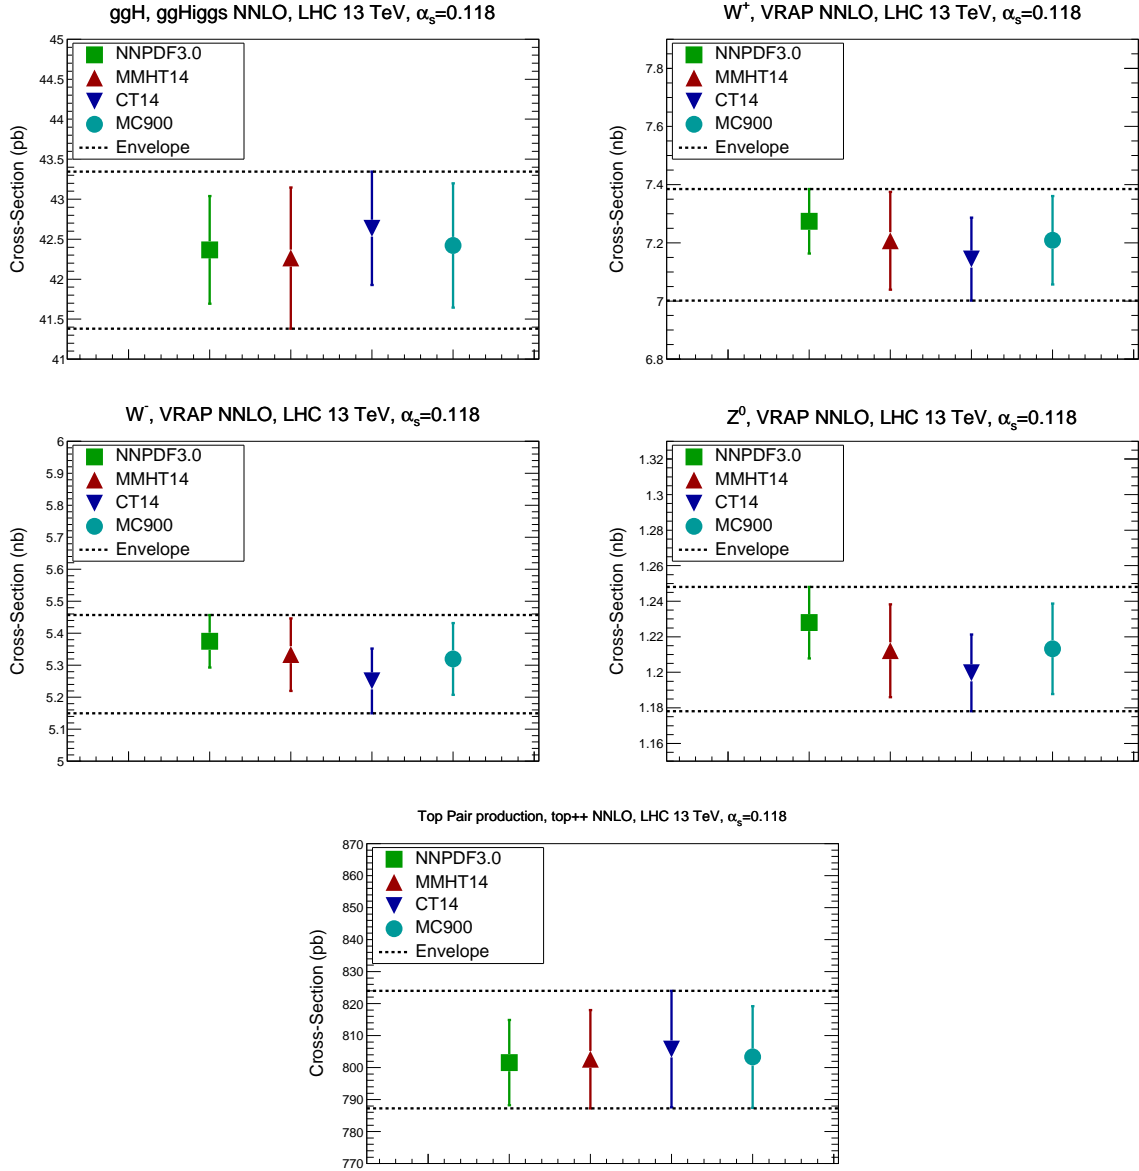 ggH, ggHiggs NNLO, LHC 13 TeV, αs=0.118
Cross-Section (pb)
45
44.5
44
43.5
43
42.5
42
41.5
41
NNPDF3.0
MMHT14
CT14
MC900
Envelope
W+, VRAP NNLO, LHC 13 TeV, αs=0.118
Cross-Section (nb)
7.8
7.6
7.4
7.2
7
6.8
NNPDF3.0
MMHT14
CT14
MC900
Envelope
W-, VRAP NNLO, LHC 13 TeV, αs=0.118
Cross-Section (nb)
6
5.9
5.8
5.7
5.6
5.5
5.4
5.3
5.2
5.1
5
NNPDF3.0
MMHT14
CT14
MC900
Envelope
Z0, VRAP NNLO, LHC 13 TeV, αs=0.118
Cross-Section (nb)
1.32
1.3
1.28
1.26
1.24
1.22
1.2
1.18
1.16
NNPDF3.0
MMHT14
CT14
MC900
Envelope
Top Pair production, top++ NNLO, LHC 13 TeV, αs=0.118
Cross-Section (pb)
870
860
850
840
830
820
810
800
790
780
770
NNPDF3.0
MMHT14
CT14
MC900
Envelope